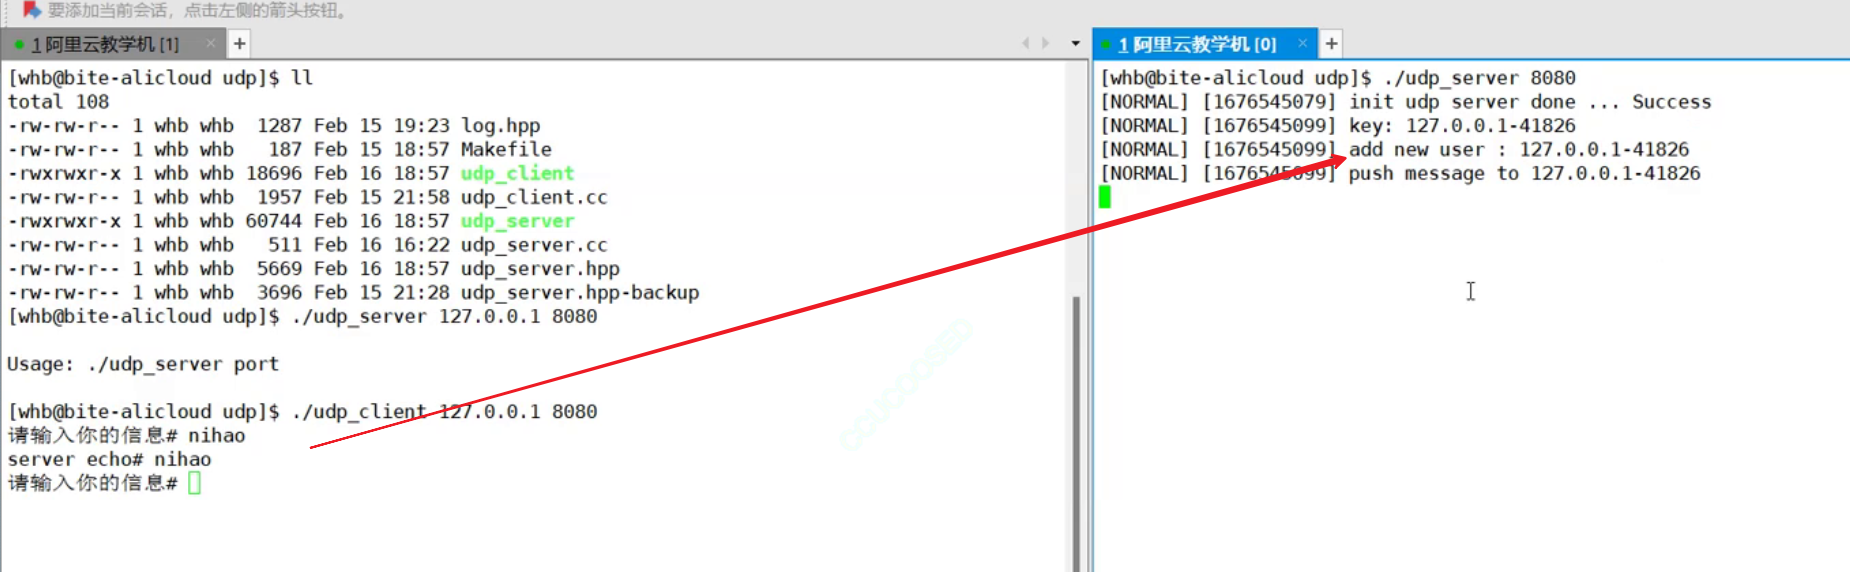 要添加当前会话，点击左侧的箭头按钮。
1 阿里云教学机 [1] × +
[whb@bite-alicloud udp]$ ll
total 108
-rw-rw-r-- 1 whb whb  1287 Feb 15 19:23 log.hpp
-rw-rw-r-- 1 whb whb   187 Feb 15 18:57 Makefile
-rwxrwxr-x 1 whb whb 18696 Feb 16 18:57 udp_client
-rw-rw-r-- 1 whb whb  1957 Feb 15 21:58 udp_client.cc
-rwxrwxr-x 1 whb whb 60744 Feb 16 18:57 udp_server
-rw-rw-r-- 1 whb whb   511 Feb 16 16:22 udp_server.cc
-rw-rw-r-- 1 whb whb  5669 Feb 16 18:57 udp_server.hpp
-rw-rw-r-- 1 whb whb  3696 Feb 15 21:28 udp_server.hpp-backup
[whb@bite-alicloud udp]$ ./udp_server 127.0.0.1 8080
Usage: ./udp_server port
[whb@bite-alicloud udp]$ ./udp_client 127.0.0.1 8080
请输入你的信息# nihao
server echo# nihao
请输入你的信息#
1 阿里云教学机 [0] × +
[whb@bite-alicloud udp]$ ./udp_server 8080
[NORMAL] [1676545079] init udp server done ... Success
[NORMAL] [1676545099] key: 127.0.0.1-41826
[NORMAL] [1676545099] add new user : 127.0.0.1-41826
[NORMAL] [1676545099] push message to 127.0.0.1-41826